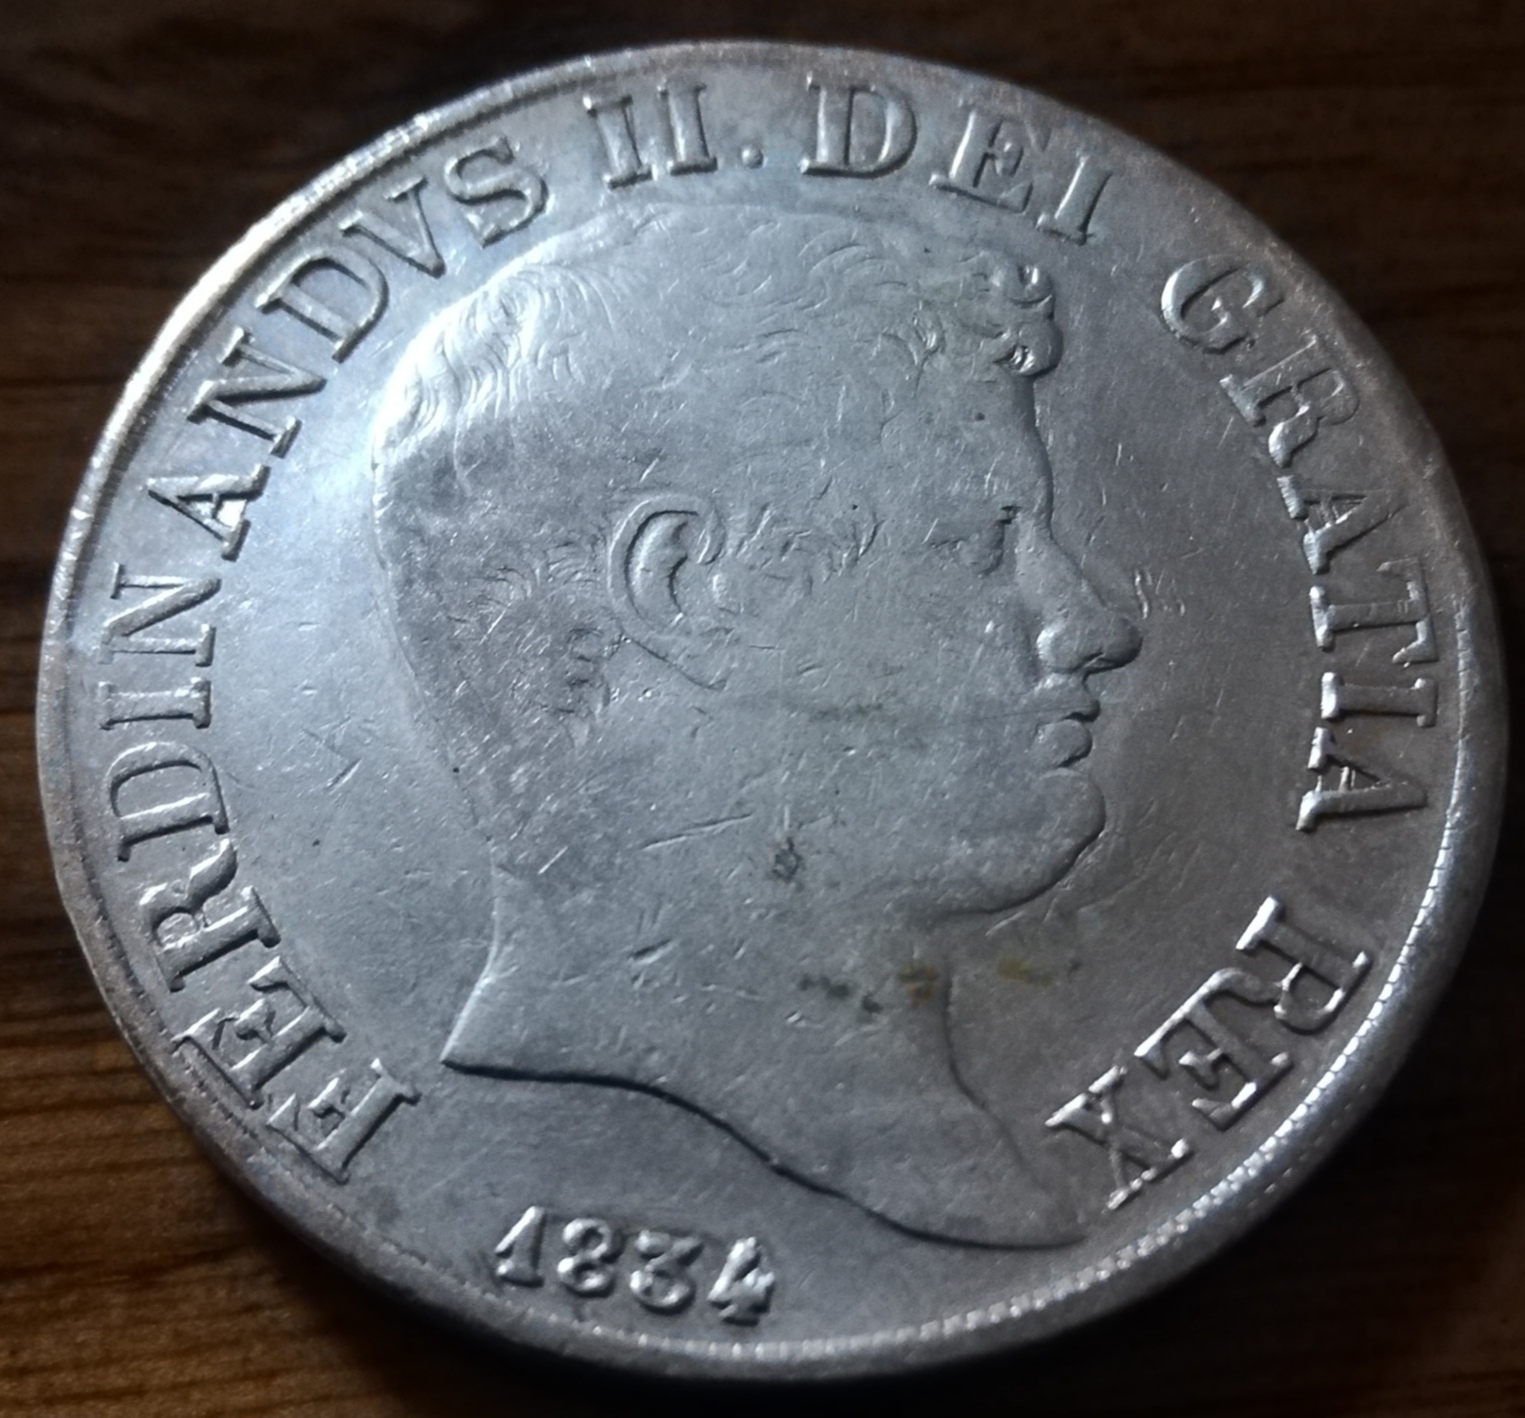 FERDINANDVS II. DEI GRATIA REX
1834